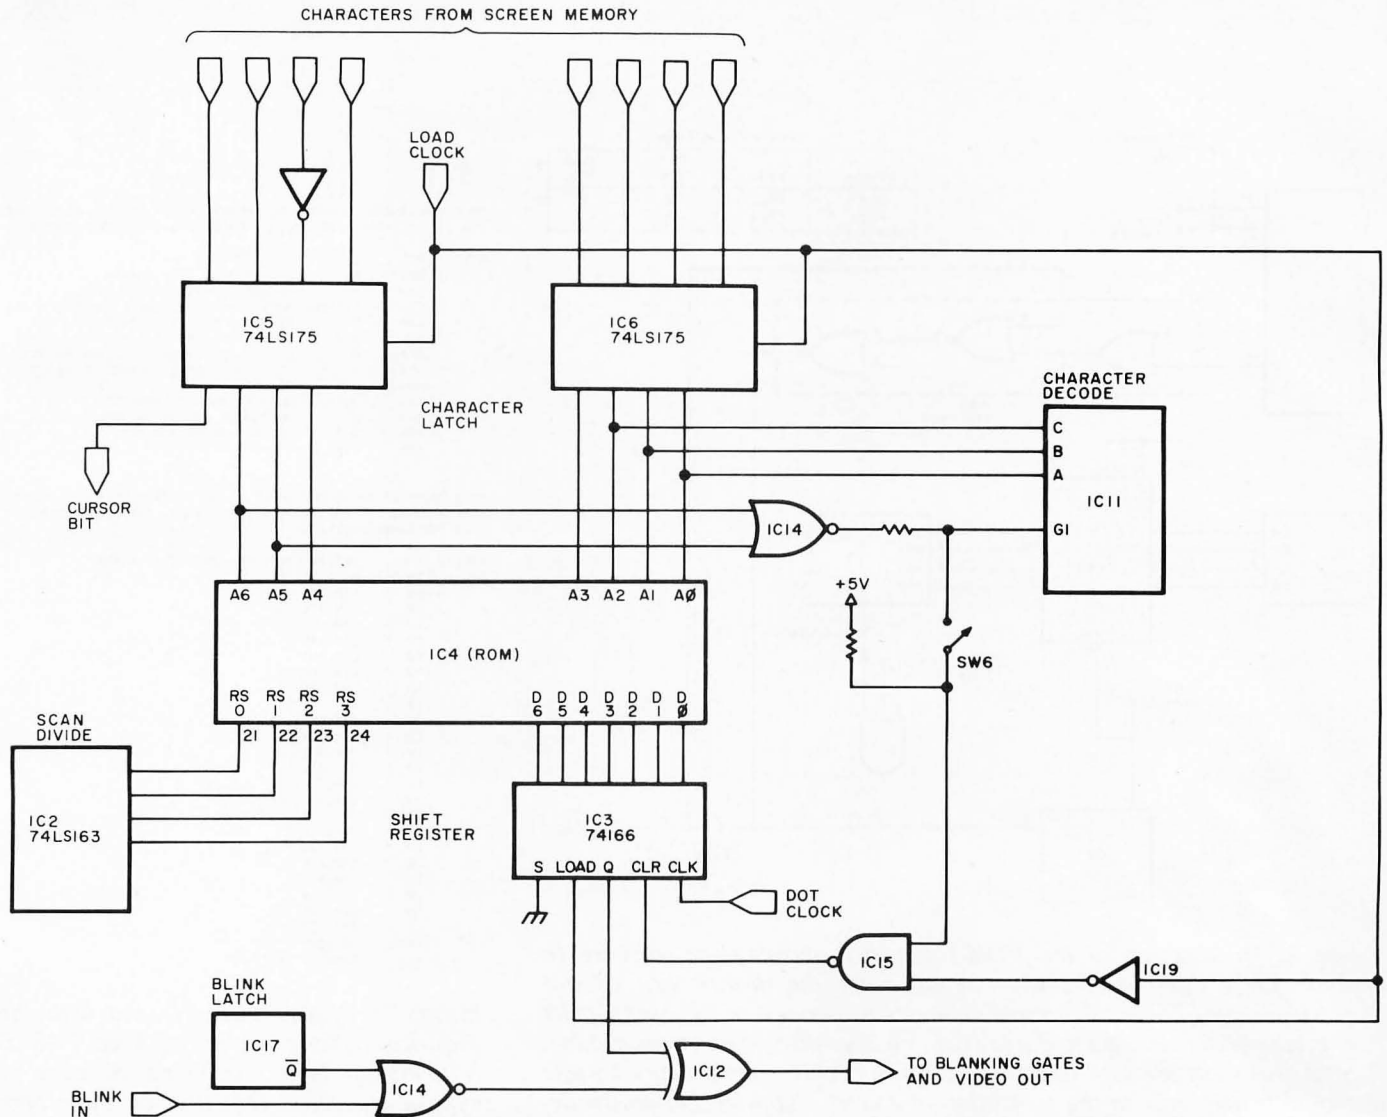 CHARACTERS FROM SCREEN MEMORY
LOAD
CLOCK
IC5
74LS175
IC6
74LS175
CHARACTER
LATCH
CHARACTER
DECODE
C
B
A
IC11
G1
CURSOR
BIT
IC14
+5V
SW6
A6 A5 A4 A3 A2 A1 AØ
IC4 (ROM)
RS RS RS RS
0 1 2 3
D D D D D D D
6 5 4 3 2 1 Ø
21 22 23 24
SCAN
DIVIDE
IC2
74LS163
SHIFT
REGISTER
IC3
74166
S LOAD Q CLR CLK
DOT
CLOCK
IC15
IC19
BLINK
LATCH
IC17
Q̅
BLINK
IN
IC14
IC12
TO BLANKING GATES
AND VIDEO OUT